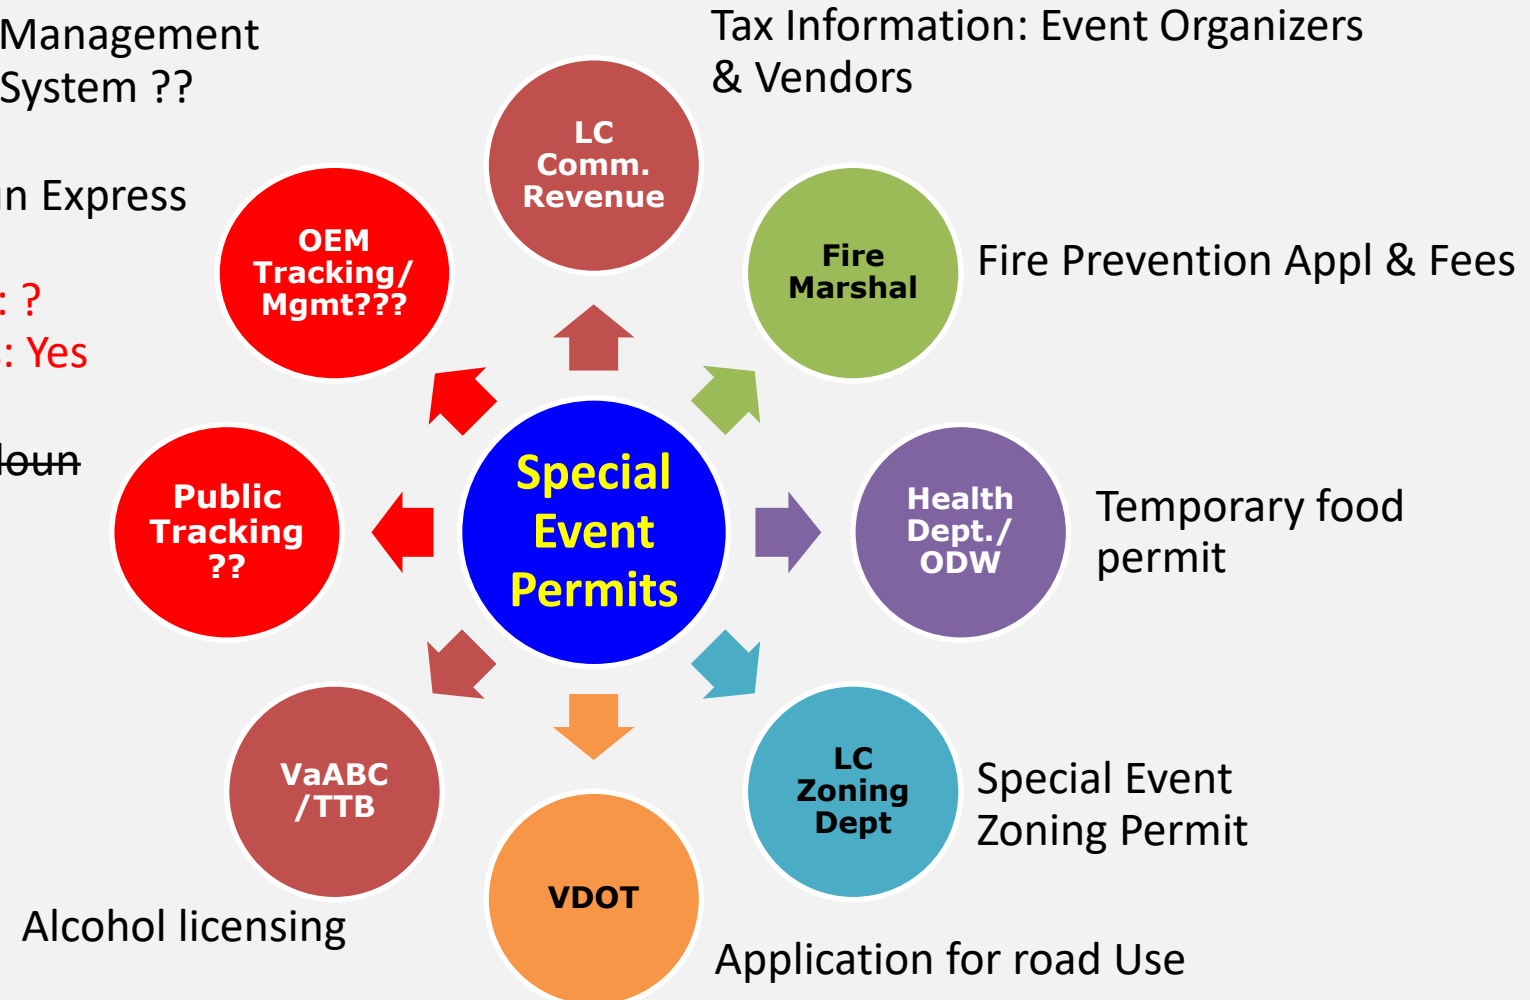 Management
System ??
Tax Information: Event Organizers
& Vendors
LC
Comm.
Revenue
Express
: ?
: Yes
OEM
Tracking/
Mgmt???
Fire
Marshal
Fire Prevention Appl & Fees
Public
Tracking
??
Special
Event
Permits
Health
Dept./
ODW
Temporary food
permit
VaABC
/TTB
LC
Zoning
Dept
Special Event
Zoning Permit
VDOT
Alcohol licensing
Application for road Use